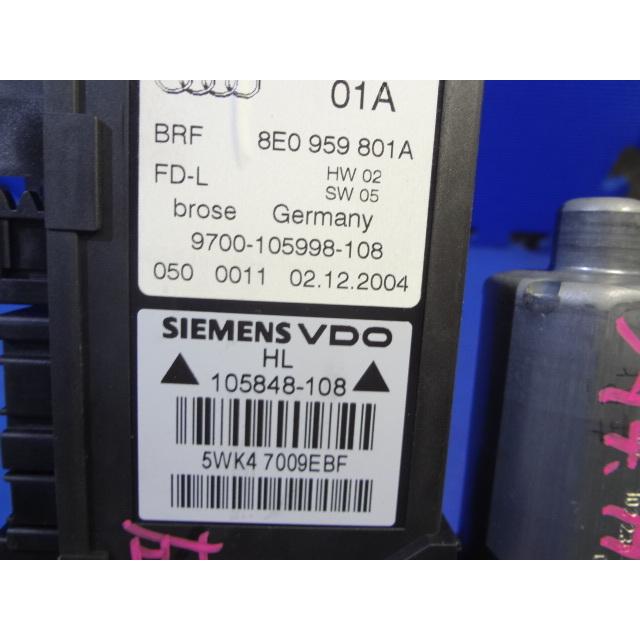 01A
BRF 8E0 959 801A
FD-L HW 02
SW 05
brose Germany
9700-105998-108
050 0011 02.12.2004
SIEMENS VDO
HL
105848-108
5WK4 7009EBF